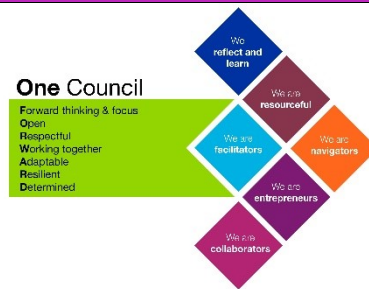 One Council
Forward thinking & focus
Open
Respectful
Working together
Adaptable
Resilient
Determined
We
reflect and
learn
We are
resourceful
We are
facilitators
We are
navigators
We are
entrepreneurs
We are
collaborators